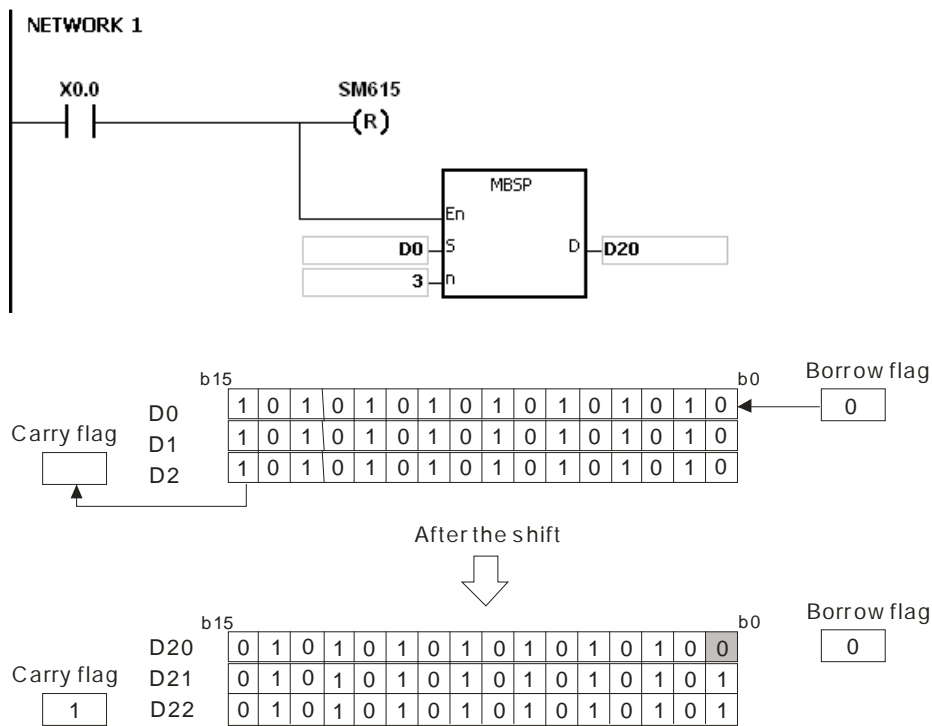 NETWORK 1
X0.0 SM615
(R)
MBSP
En
D0 S D D20
3 n
b15 b0 Borrow flag
D0 1 0 1 0 1 0 1 0 1 0 1 0 1 0 1 0 0
Carry flag D1 1 0 1 0 1 0 1 0 1 0 1 0 1 0 1 0
D2 1 0 1 0 1 0 1 0 1 0 1 0 1 0 1 0
After the shift
b15 b0 Borrow flag
D20 0 1 0 1 0 1 0 1 0 1 0 1 0 1 0 0 0
Carry flag D21 0 1 0 1 0 1 0 1 0 1 0 1 0 1 0 1
1 D22 0 1 0 1 0 1 0 1 0 1 0 1 0 1 0 1